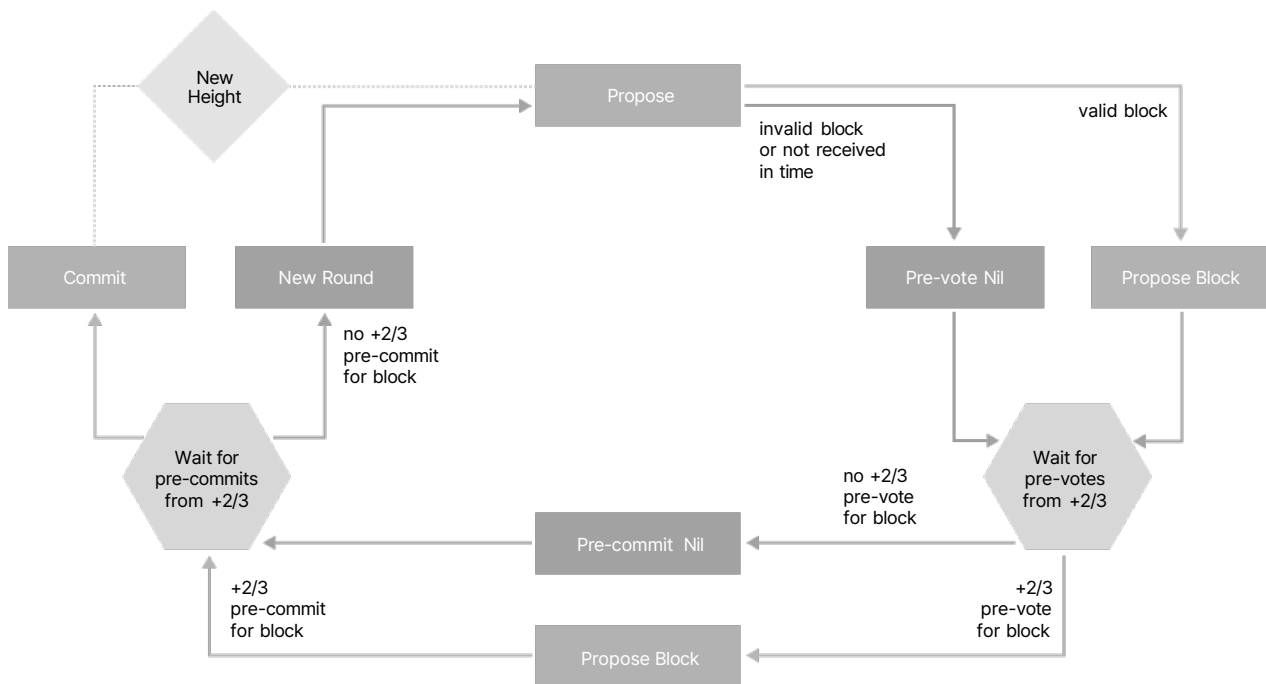 New
Height
Propose
valid block
invalid block
or not received
in time
Commit
New Round
Pre-vote Nil
Propose Block
no +2/3
pre-commit
for block
Wait for
pre-commits
from +2/3
Wait for
pre-votes
from +2/3
no +2/3
pre-vote
for block
Pre-commit Nil
+2/3
pre-commit
for block
+2/3
pre-vote
for block
Propose Block